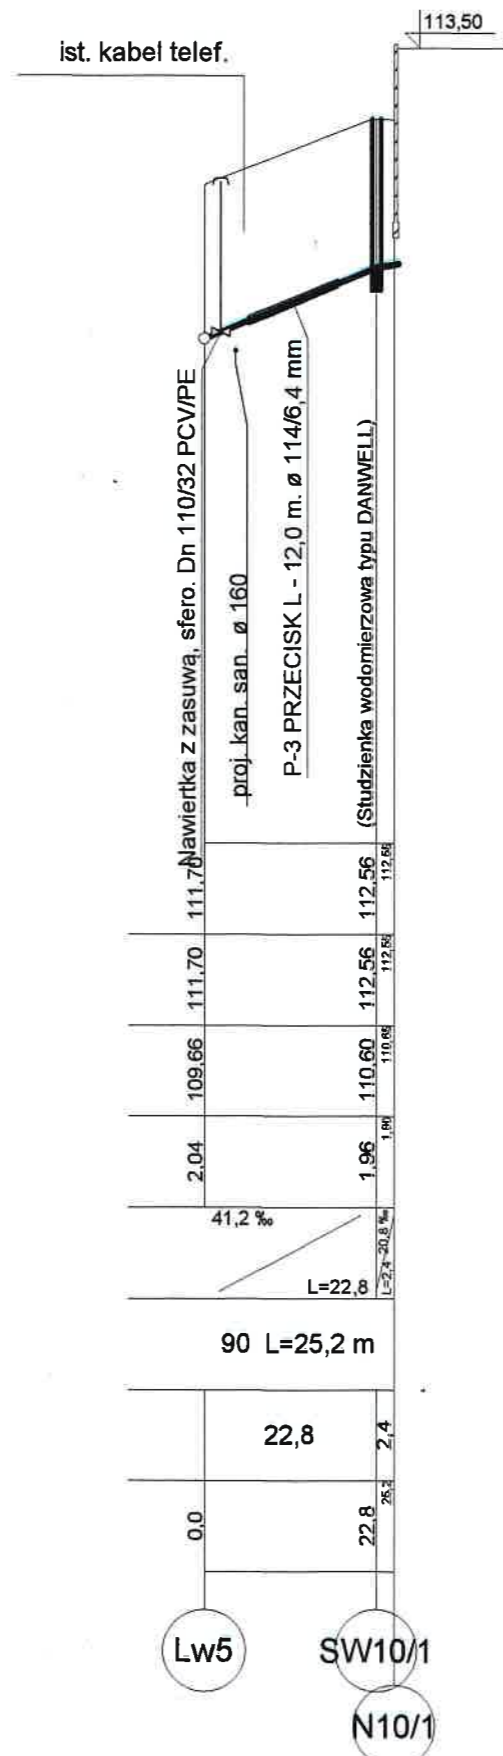 113,50
ist. kabel telef.
Nawiertka z zasuwą, sfero. Dn 110/32 PCV/PE
proj. kan. san. ø 160
P-3 PRZECISK L - 12,0 m. ø 114/6,4 mm
(Studzienka wodomierzowa typu DANWELL)
111,70
112,56
112,56
111,70
112,56
112,56
109,66
110,60
110,65
2,04
1,96
1,90
41,2 ‰
L=22,8
L=2,4
-20,8 ‰
90 L=25,2 m
22,8
2,4
0,0
22,8
25,2
Lw5
SW10/1
N10/1